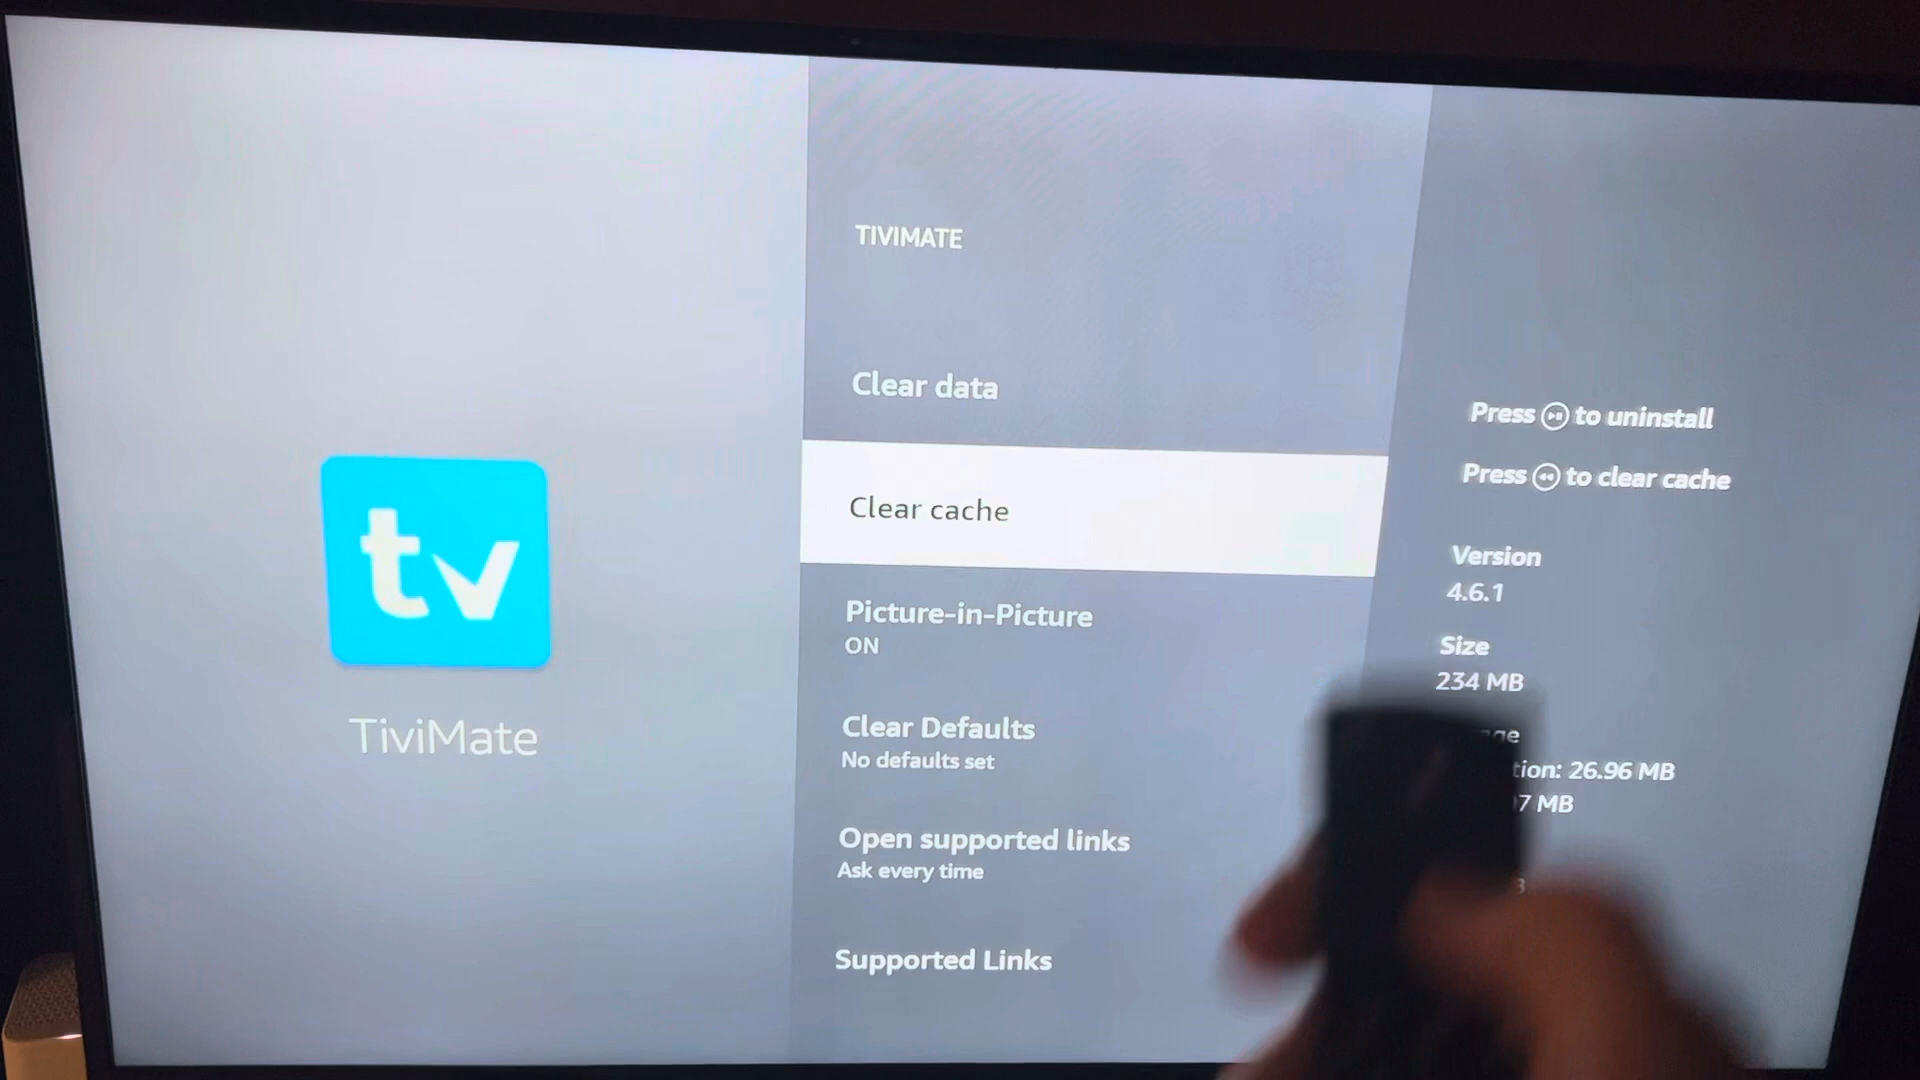 tv
TiviMate
TIVIMATE
Clear data
Clear cache
Picture-in-Picture
ON
Clear Defaults
No defaults set
Open supported links
Ask every time
Supported Links
Press to uninstall
Press to clear cache
Version
4.6.1
Size
234 MB
26.96 MB
MB